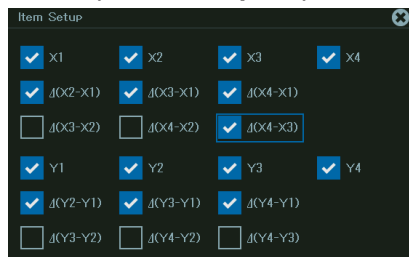 Item Setup
X1 X2 X3 X4
⊿(X2-X1) ⊿(X3-X1) ⊿(X4-X1)
⊿(X3-X2) ⊿(X4-X2) ⊿(X4-X3)
Y1 Y2 Y3 Y4
⊿(Y2-Y1) ⊿(Y3-Y1) ⊿(Y4-Y1)
⊿(Y3-Y2) ⊿(Y4-Y2) ⊿(Y4-Y3)